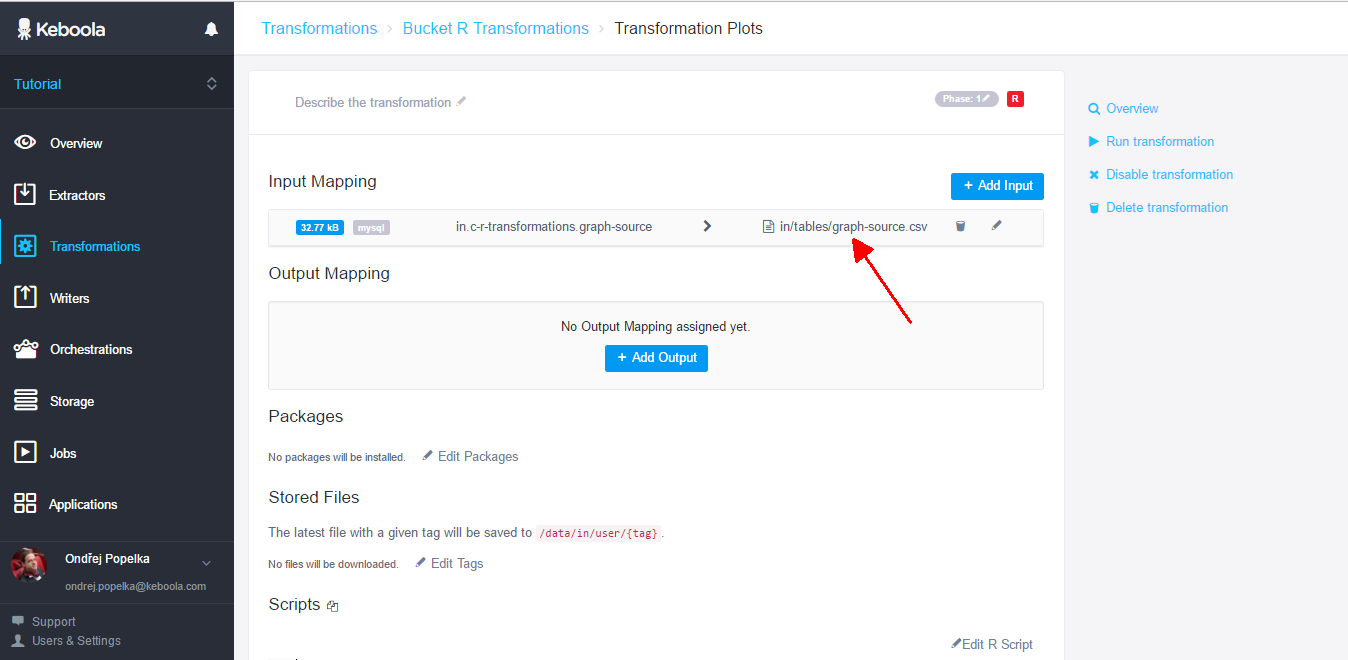 Keboola
Transformations › Bucket R Transformations › Transformation Plots
Tutorial
Overview
Extractors
Transformations
Writers
Orchestrations
Storage
Jobs
Applications
Ondřej Popelka
ondrej.popelka@keboola.com
Support
Users & Settings
Describe the transformation
Phase: 1
R
Input Mapping
+ Add Input
32.77 kB mysql in.c-r-transformations.graph-source in/tables/graph-source.csv
Output Mapping
No Output Mapping assigned yet.
+ Add Output
Packages
No packages will be installed. Edit Packages
Stored Files
The latest file with a given tag will be saved to /data/in/user/{tag}.
No files will be downloaded. Edit Tags
Scripts
Edit R Script
Overview
Run transformation
Disable transformation
Delete transformation